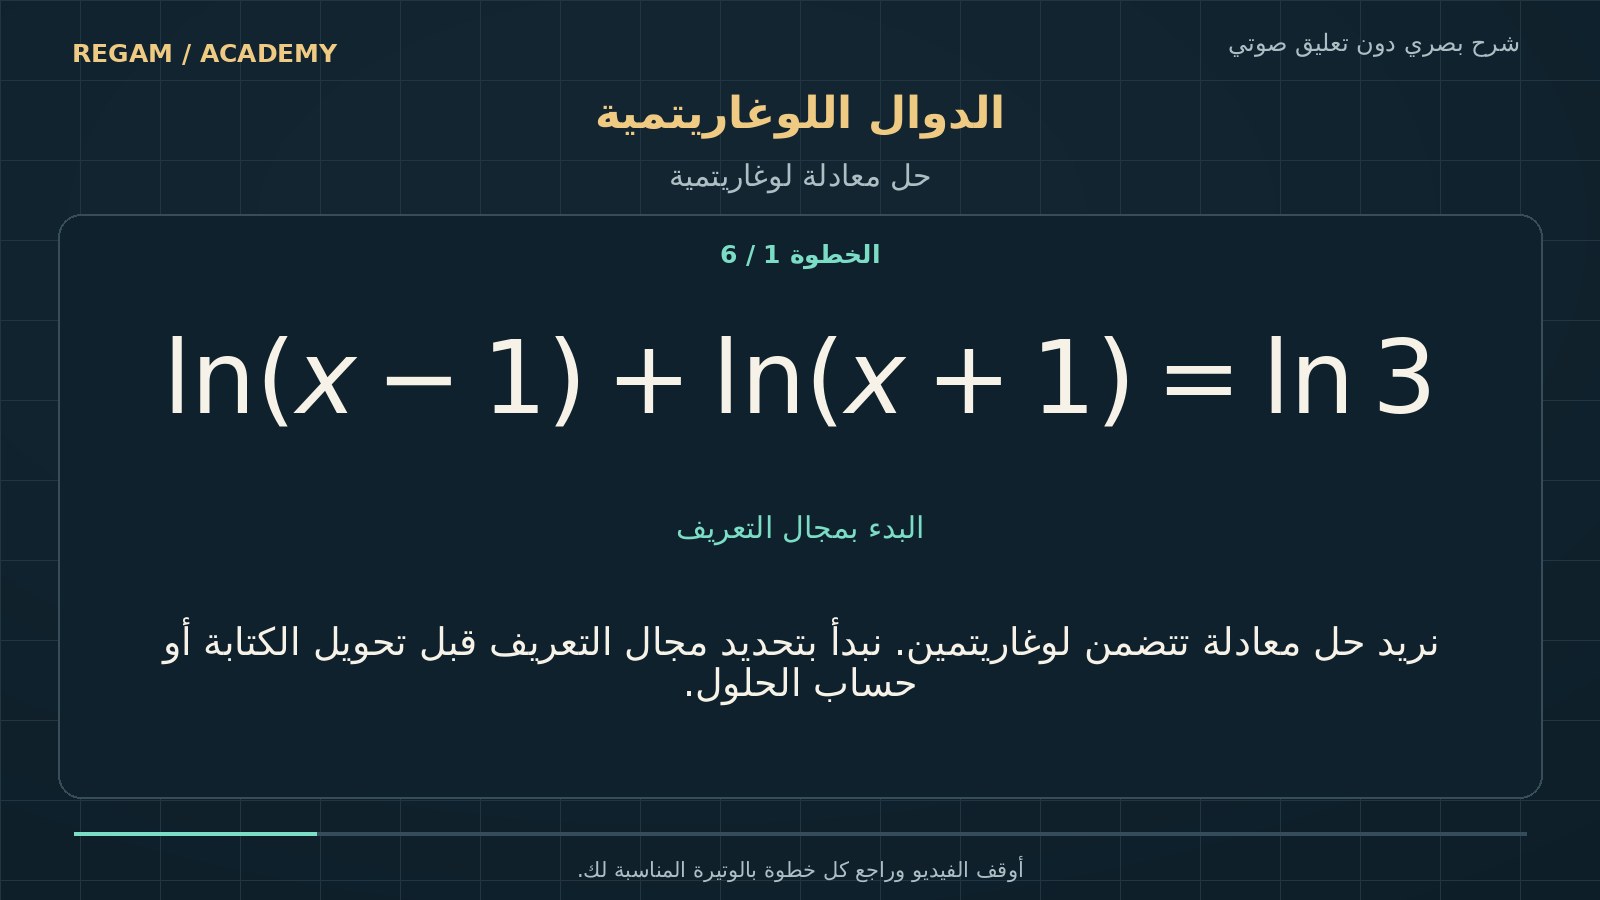 REGAM / ACADEMY
شرح بصري دون تعليق صوتي
الدوال اللوغاريتمية
حل معادلة لوغاريتمية
الخطوة 1 / 6
ln(x − 1) + ln(x + 1) = ln 3
البدء بمجال التعريف
نريد حل معادلة تتضمن لوغاريتمين. نبدأ بتحديد مجال التعريف قبل تحويل الكتابة أو
حساب الحلول.
أوقف الفيديو وراجع كل خطوة بالوتيرة المناسبة لك.